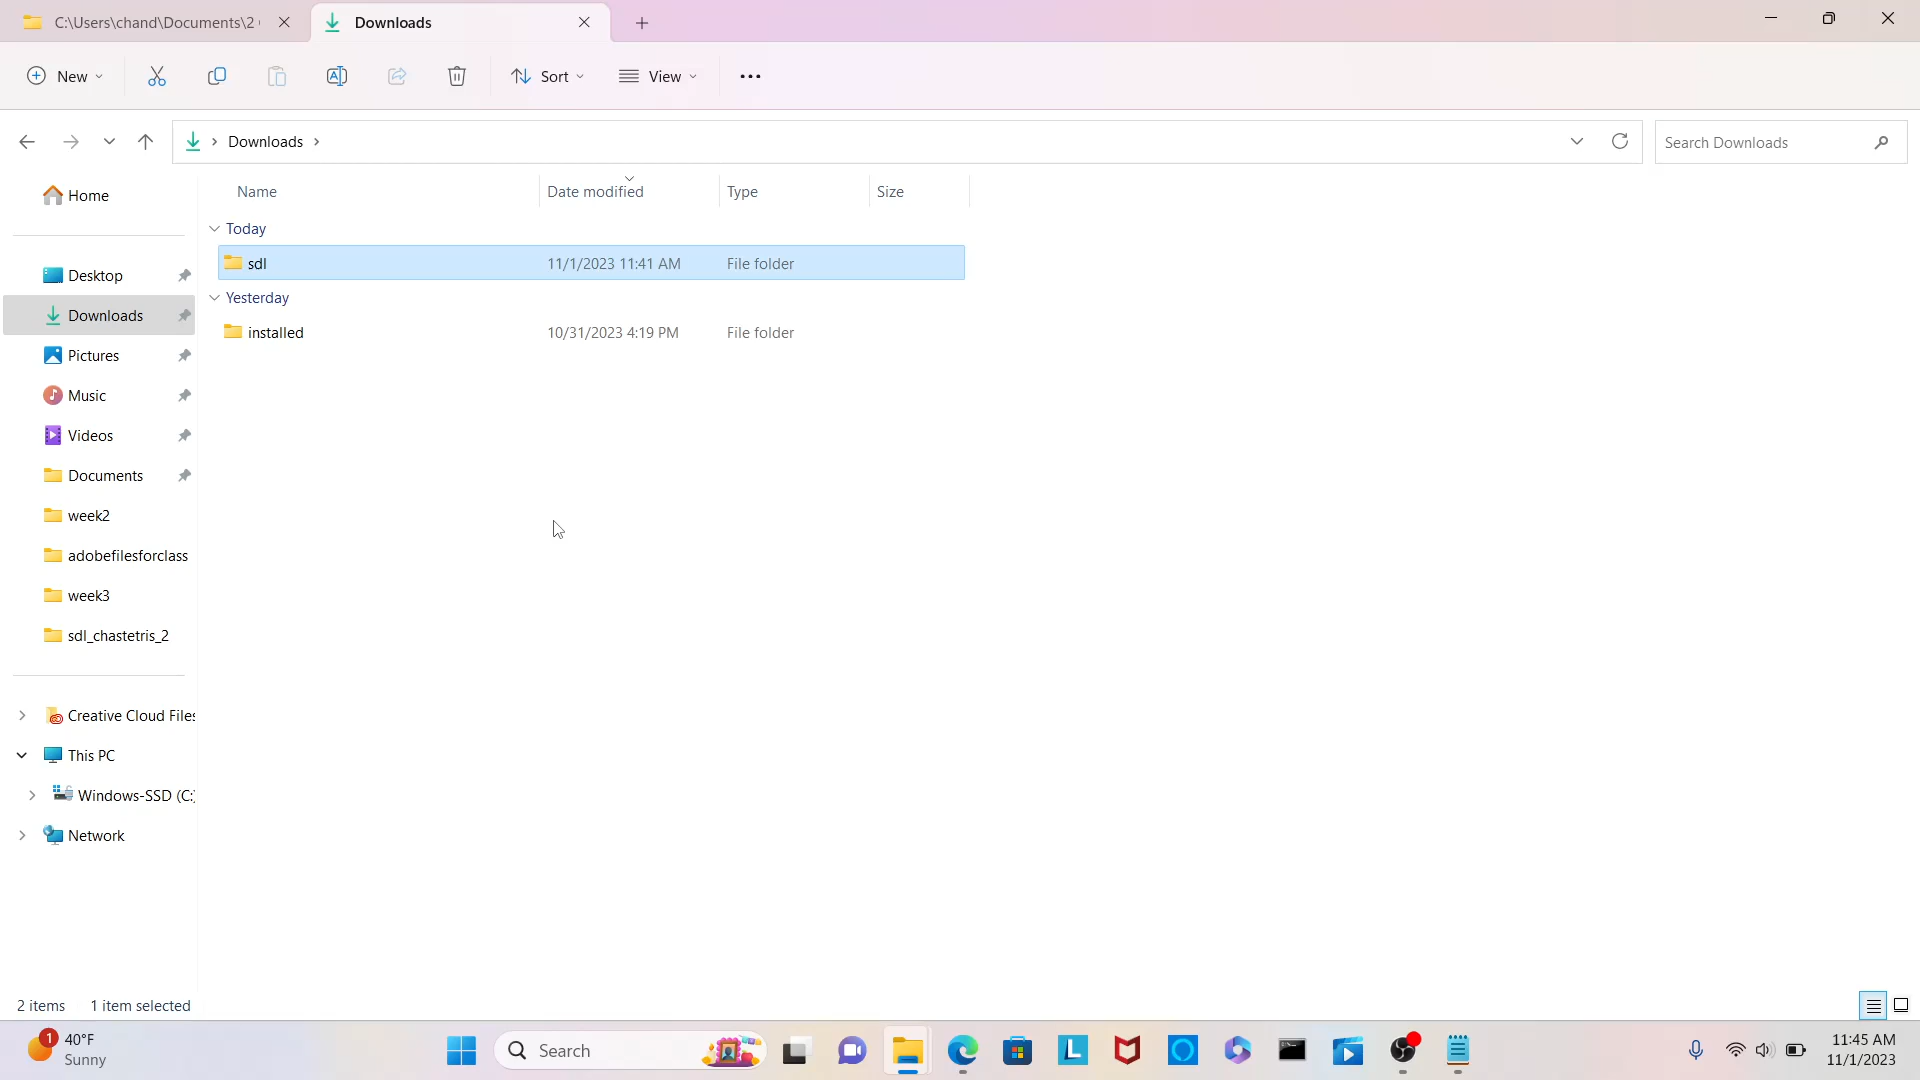 C:\Users\chand\Documents\2
Downloads
New
Sort
View
Downloads
Search Downloads
Home
Desktop
Downloads
Pictures
Music
Videos
Documents
week2
adobefilesforclass
week3
sdl_chastetris_2
Creative Cloud Files
This PC
Windows-SSD (C:)
Network
Name Date modified Type Size
Today
sdl 11/1/2023 11:41 AM File folder
Yesterday
installed 10/31/2023 4:19 PM File folder
2 items 1 item selected
1
40°F
Sunny
Search
L
11:45 AM
11/1/2023